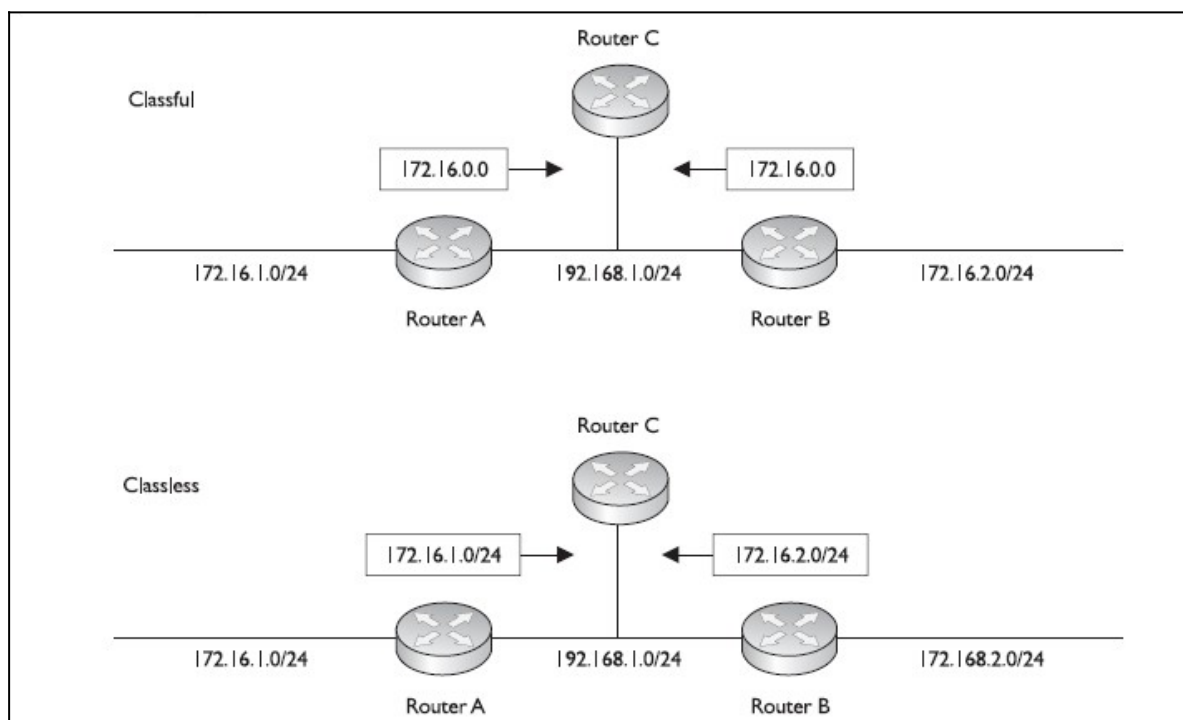 Router C
Classful
172.16.0.0
172.16.0.0
172.16.1.0/24
192.168.1.0/24
172.16.2.0/24
Router A
Router B
Router C
Classless
172.16.1.0/24
172.16.2.0/24
172.16.1.0/24
192.168.1.0/24
172.168.2.0/24
Router A
Router B